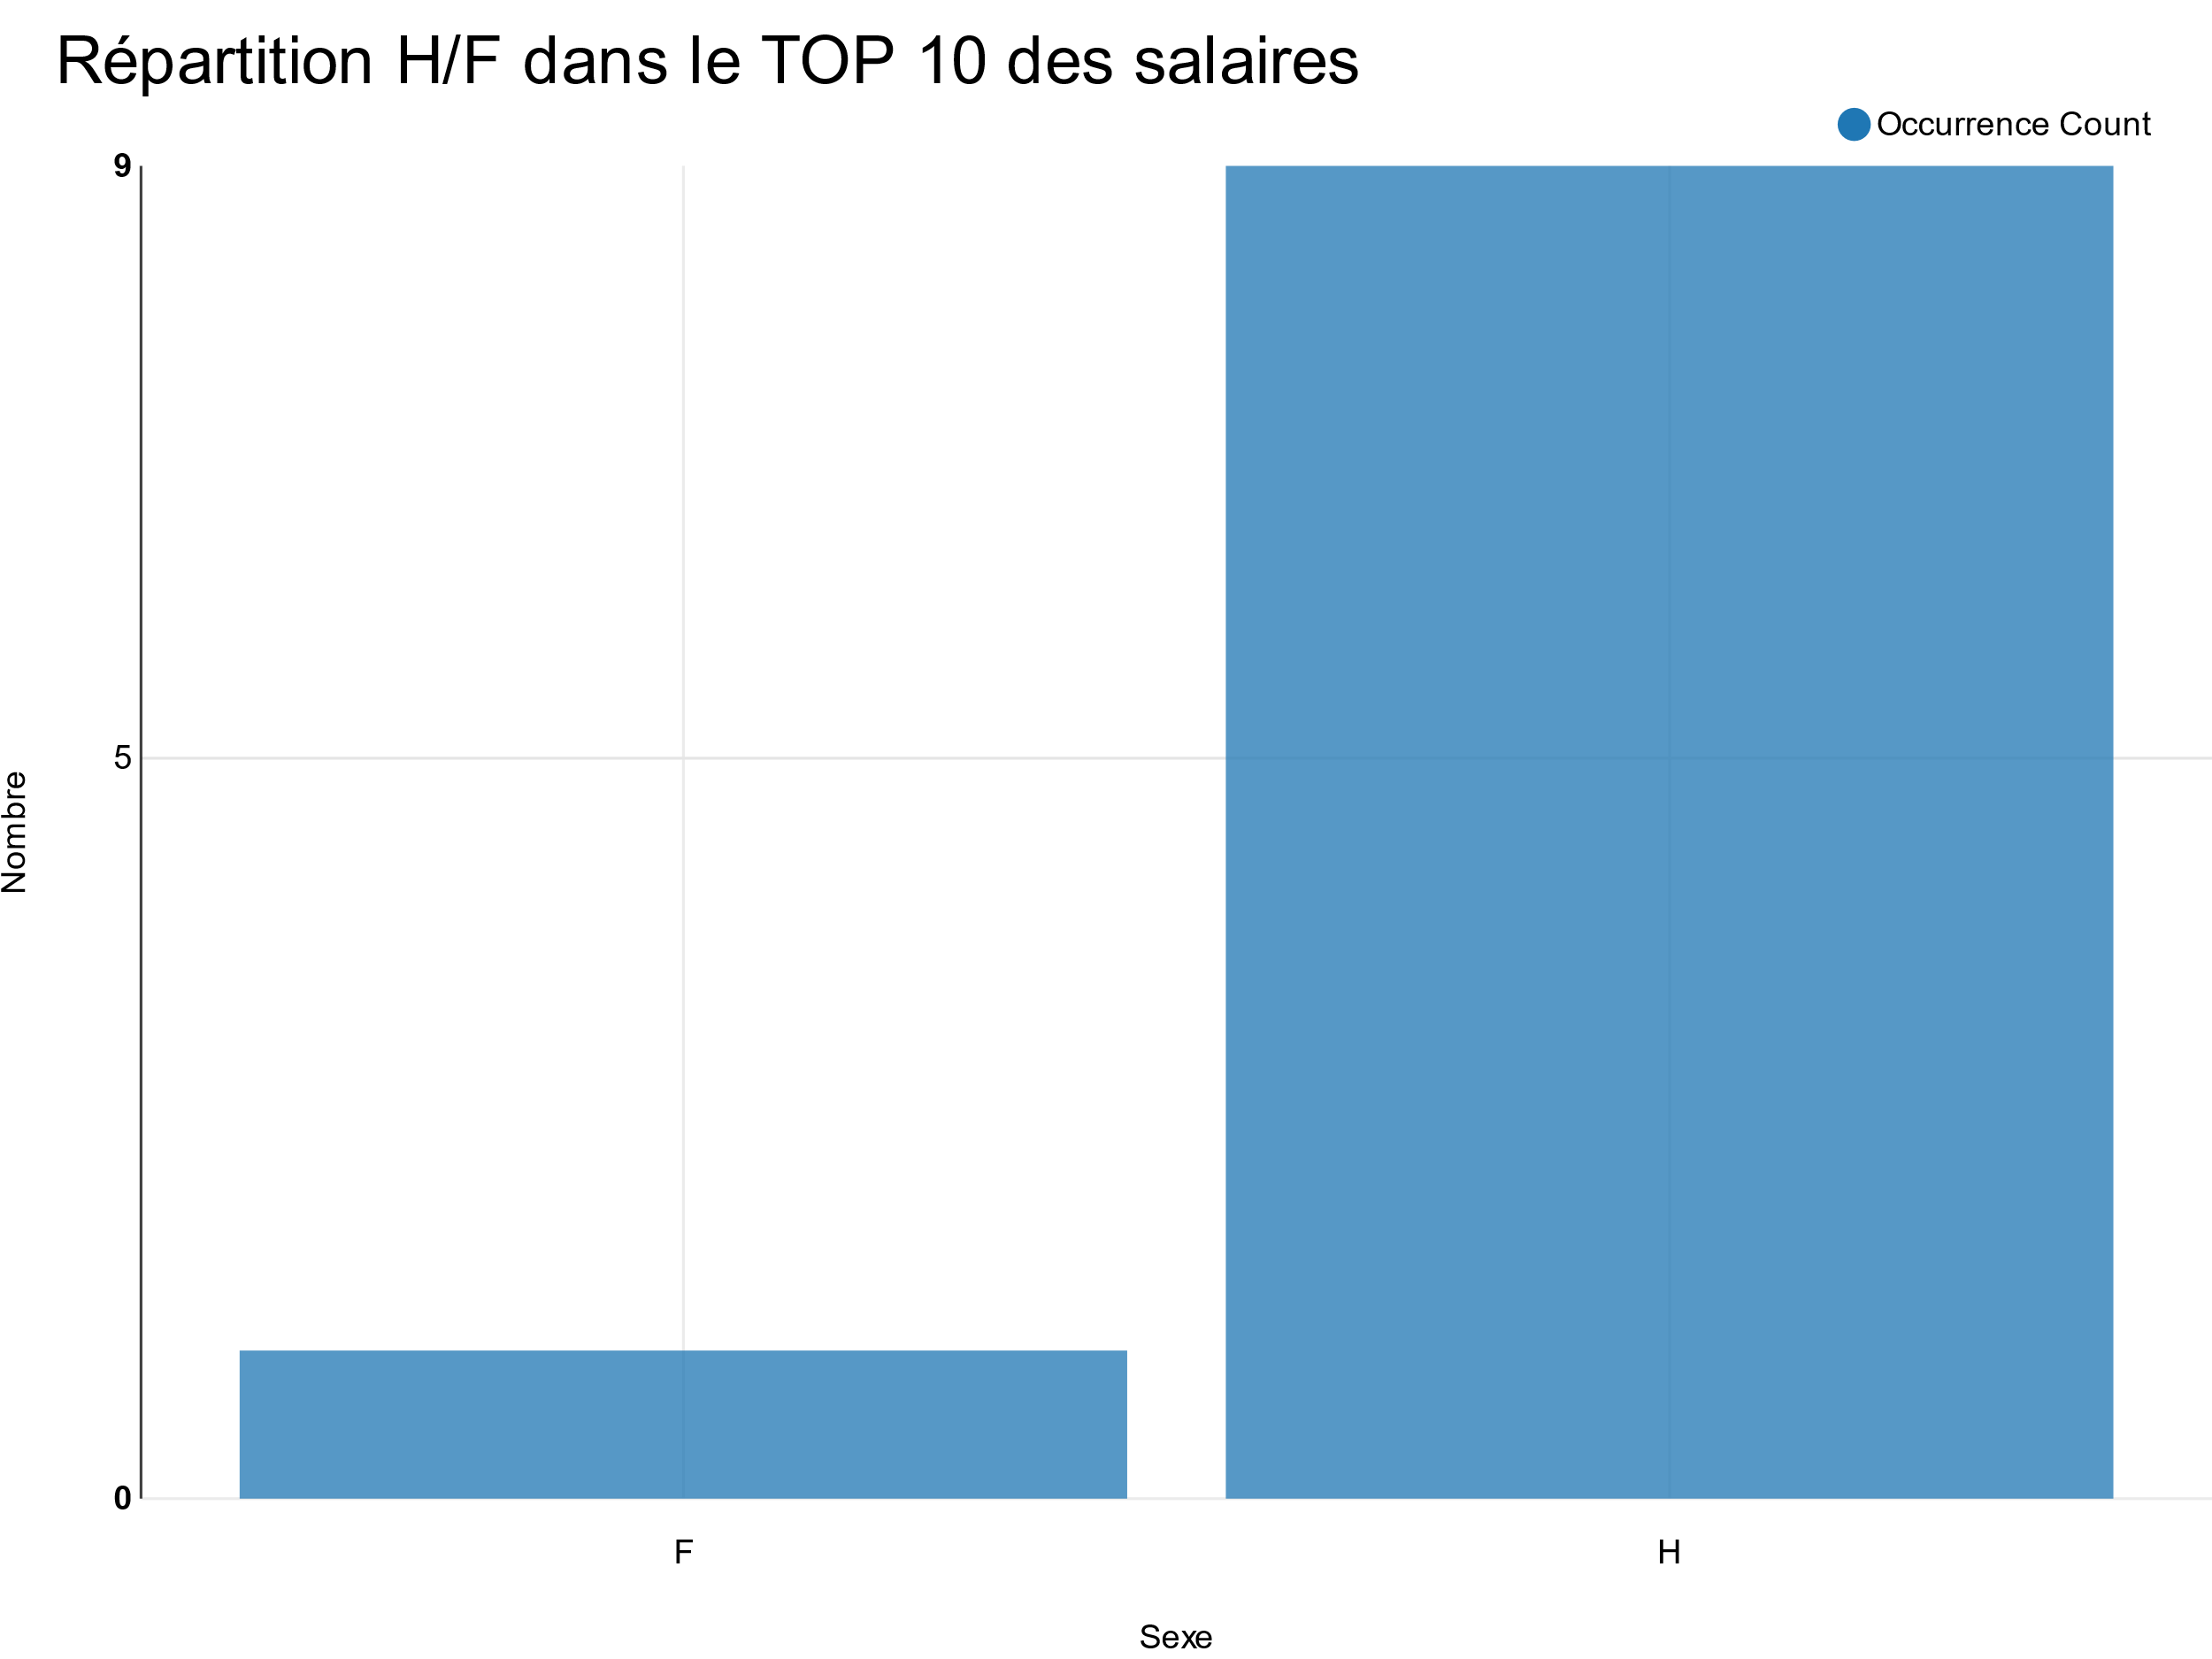 Répartition H/F dans le TOP 10 des salaires
Occurrence Count
9
5
0
Nombre
F
H
Sexe